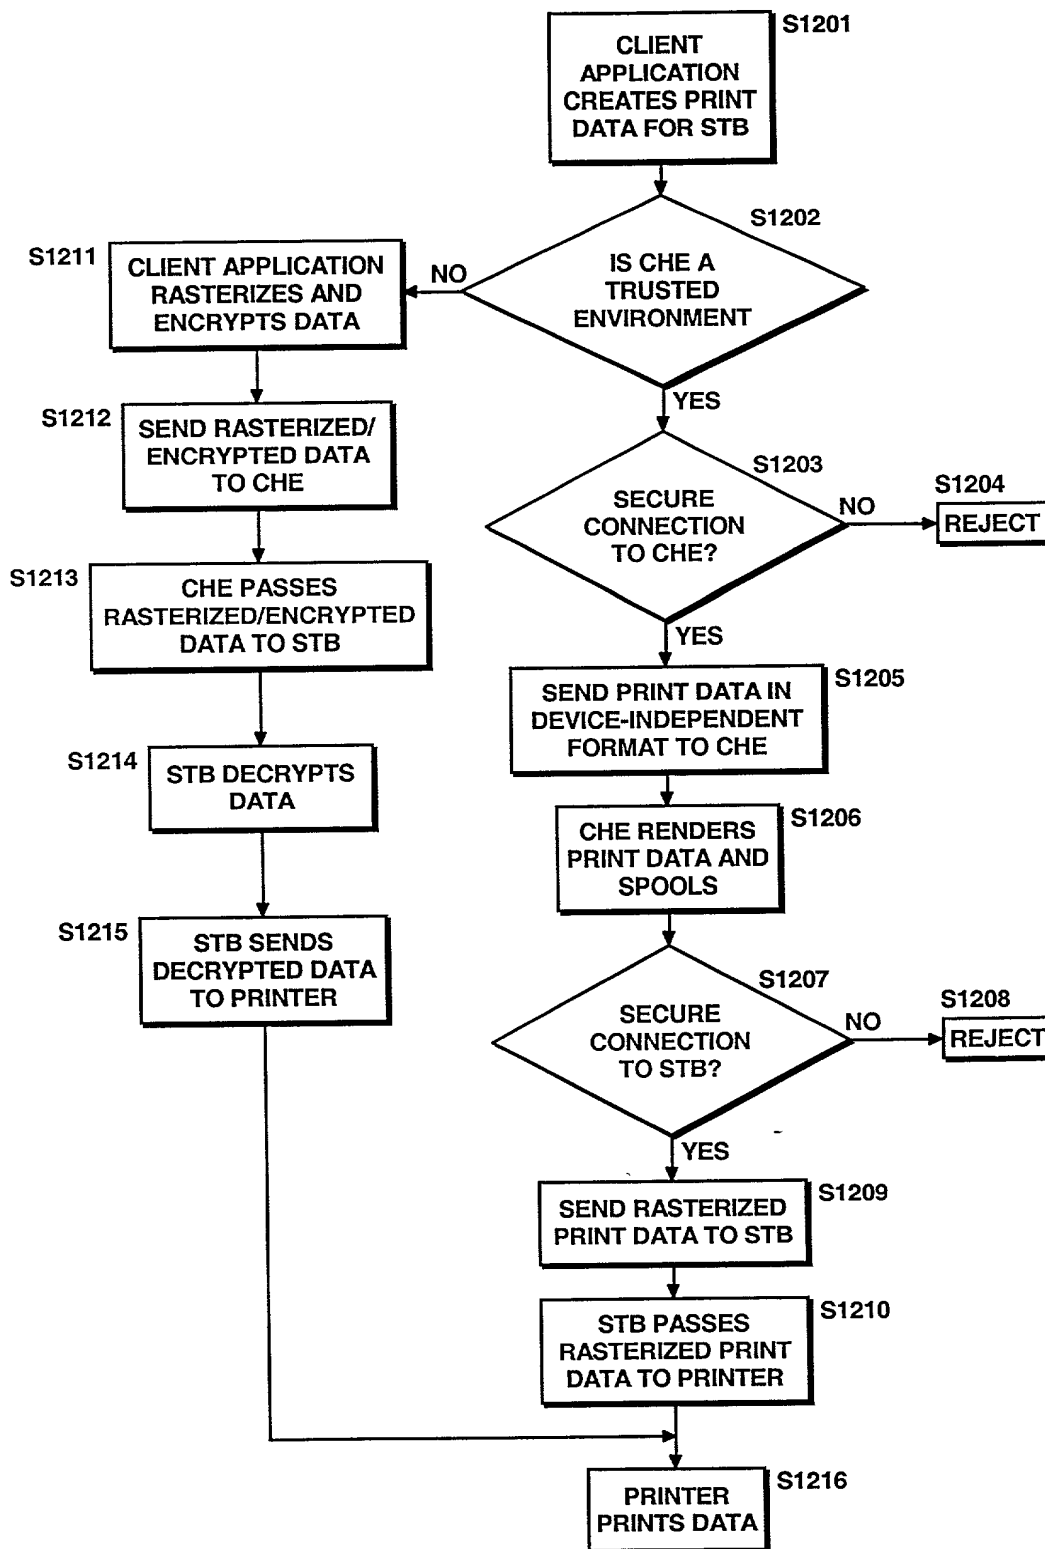 S1201
CLIENT
APPLICATION
CREATES PRINT
DATA FOR STB
S1202
IS CHE A
TRUSTED
ENVIRONMENT
NO
YES
S1211
CLIENT APPLICATION
RASTERIZES AND
ENCRYPTS DATA
S1212
SEND RASTERIZED/
ENCRYPTED DATA
TO CHE
S1213
CHE PASSES
RASTERIZED/ENCRYPTED
DATA TO STB
S1214
STB DECRYPTS
DATA
S1215
STB SENDS
DECRYPTED DATA
TO PRINTER
S1203
SECURE
CONNECTION
TO CHE?
NO
YES
S1204
REJECT
S1205
SEND PRINT DATA IN
DEVICE-INDEPENDENT
FORMAT TO CHE
S1206
CHE RENDERS
PRINT DATA AND
SPOOLS
S1207
SECURE
CONNECTION
TO STB?
NO
YES
S1208
REJECT
S1209
SEND RASTERIZED
PRINT DATA TO STB
S1210
STB PASSES
RASTERIZED PRINT
DATA TO PRINTER
S1216
PRINTER
PRINTS DATA